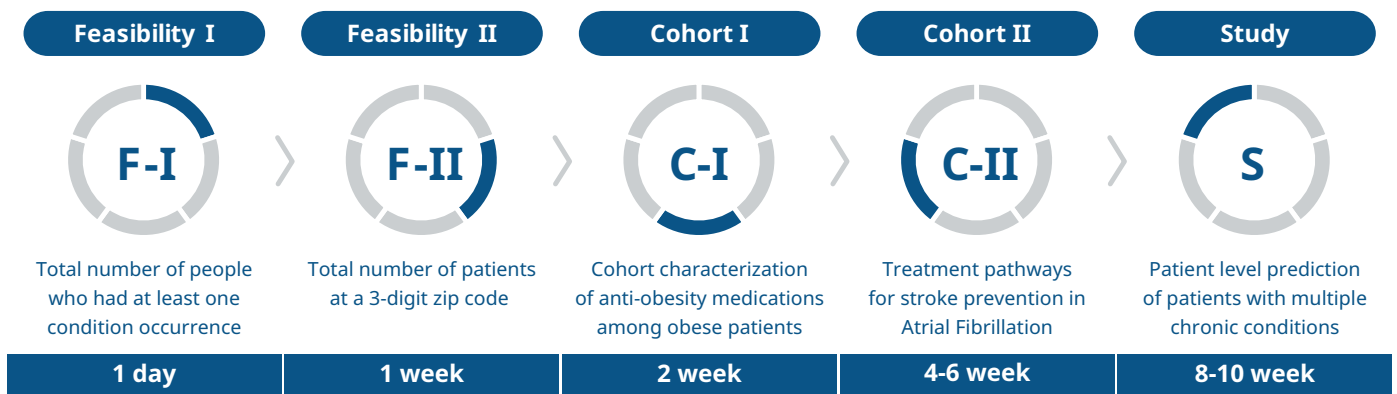 Feasibility I
F-I
Total number of people
who had at least one
condition occurrence
1 day
Feasibility II
F-II
Total number of patients
at a 3-digit zip code
1 week
Cohort I
C-I
Cohort characterization
of anti-obesity medications
among obese patients
2 week
Cohort II
C-II
Treatment pathways
for stroke prevention in
Atrial Fibrillation
4-6 week
Study
S
Patient level prediction
of patients with multiple
chronic conditions
8-10 week